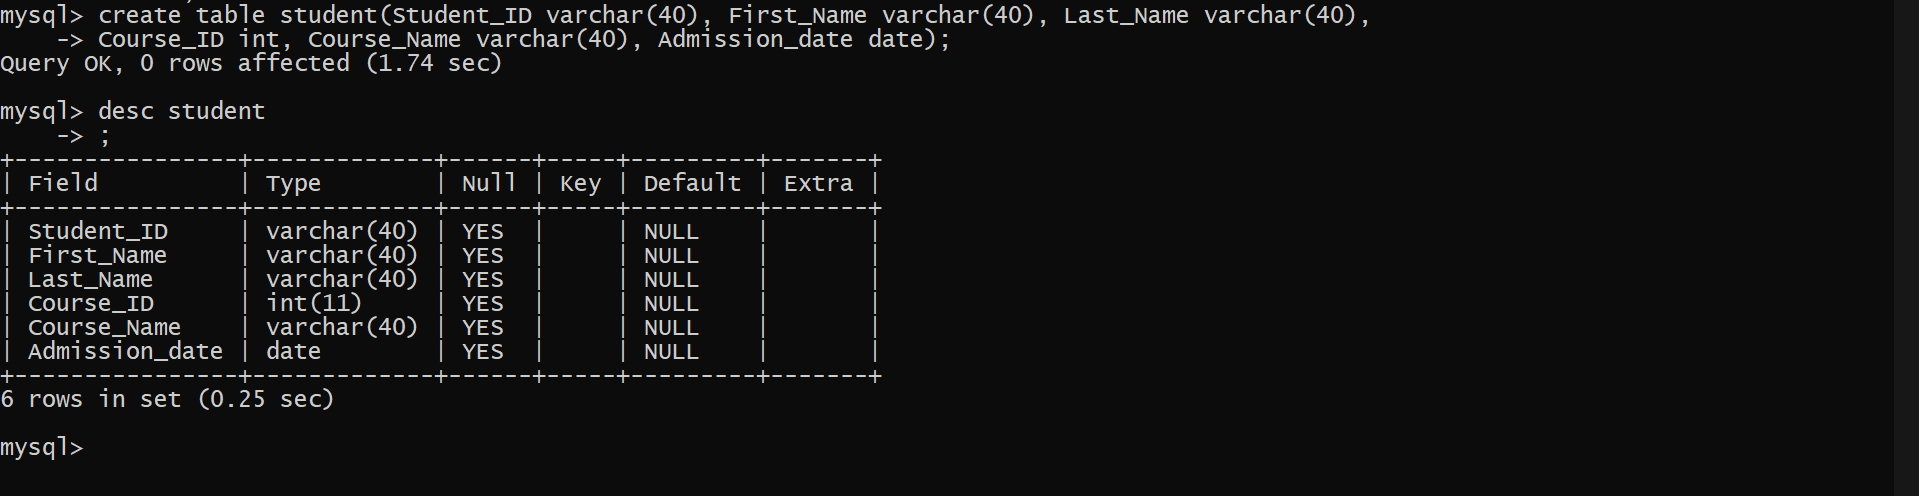 mysql> create table student(Student_ID varchar(40), First_Name varchar(40), Last_Name varchar(40),
    -> Course_ID int, Course_Name varchar(40), Admission_date date);
Query OK, 0 rows affected (1.74 sec)

mysql> desc student
    -> ;
+----------------+-------------+------+-----+---------+-------+
| Field          | Type        | Null | Key | Default | Extra |
+----------------+-------------+------+-----+---------+-------+
| Student_ID     | varchar(40) | YES  |     | NULL    |       |
| First_Name     | varchar(40) | YES  |     | NULL    |       |
| Last_Name      | varchar(40) | YES  |     | NULL    |       |
| Course_ID      | int(11)     | YES  |     | NULL    |       |
| Course_Name    | varchar(40) | YES  |     | NULL    |       |
| Admission_date | date        | YES  |     | NULL    |       |
+----------------+-------------+------+-----+---------+-------+
6 rows in set (0.25 sec)

mysql>